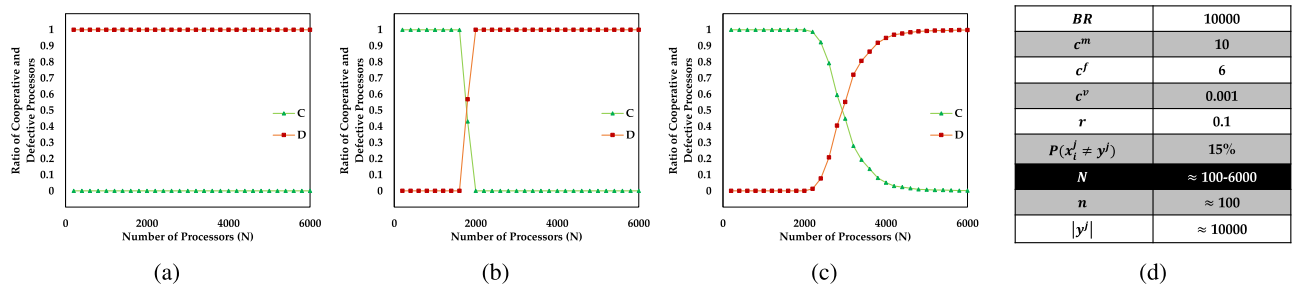 Ratio of Cooperative and
Defective Processors
1
0.9
0.8
0.7
0.6
0.5
0.4
0.3
0.2
0.1
0
C
D
0 2000 4000 6000
Number of Processors (N)
(a)
Ratio of Cooperative and
Defective Processors
1
0.9
0.8
0.7
0.6
0.5
0.4
0.3
0.2
0.1
0
C
D
0 2000 4000 6000
Number of Processors (N)
(b)
Ratio of Cooperative and
Defective Processors
1
0.9
0.8
0.7
0.6
0.5
0.4
0.3
0.2
0.1
0
C
D
0 2000 4000 6000
Number of Processors (N)
(c)
BR 10000
c^m 10
c^f 6
c^v 0.001
r 0.1
P(x_i^j ≠ y^j) 15%
N ≈ 100-6000
n ≈ 100
|y^j| ≈ 10000
(d)